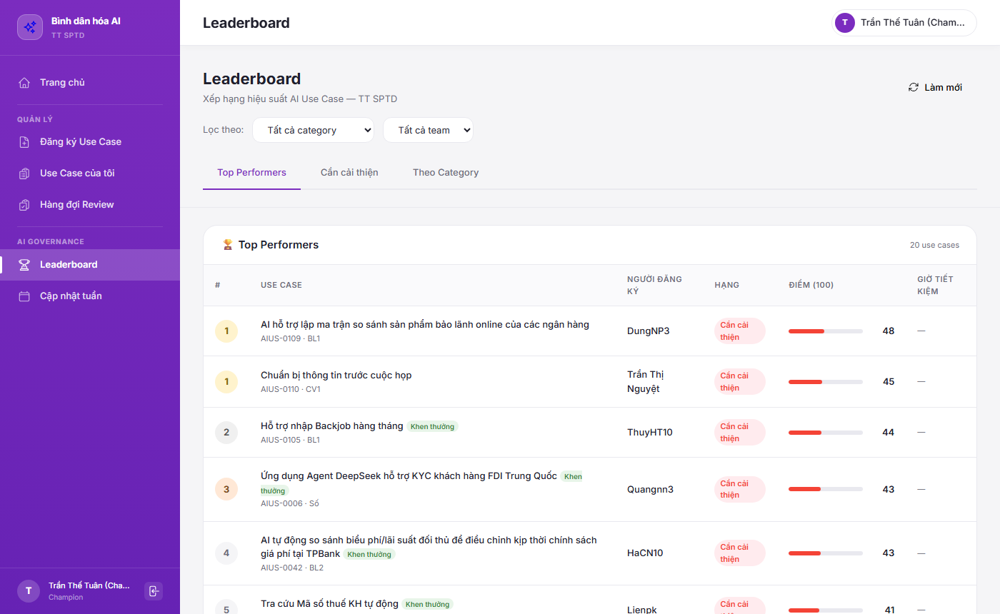 Bình dân hóa AI
TT SPTD
Trang chủ
QUẢN LÝ
Đăng ký Use Case
Use Case của tôi
Hàng đợi Review
AI GOVERNANCE
Leaderboard
Cập nhật tuần
T
Trần Thế Tuân (Cha...
Champion
Leaderboard
T
Trần Thế Tuân (Cham...
Leaderboard
Xếp hạng hiệu suất AI Use Case — TT SPTD
Làm mới
Lọc theo:
Tất cả category
Tất cả team
Top Performers
Cần cải thiện
Theo Category
Top Performers
20 use cases
#
USE CASE
NGƯỜI ĐĂNG
KÝ
HẠNG
ĐIỂM (100)
GIỜ TIẾT
KIỆM
1
AI hỗ trợ lập ma trận so sánh sản phẩm bảo lãnh online của các ngân hàng
AIUS-0109 · BL1
DungNP3
Cần cải
thiện
48
—
1
Chuẩn bị thông tin trước cuộc họp
AIUS-0110 · CV1
Trần Thị
Nguyệt
Cần cải
thiện
45
—
2
Hỗ trợ nhập Backjob hàng tháng Khen thưởng
AIUS-0105 · BL1
ThuyHT10
Cần cải
thiện
44
—
3
Ứng dụng Agent DeepSeek hỗ trợ KYC khách hàng FDI Trung Quốc Khen
thưởng
AIUS-0006 · Số
Quangnn3
Cần cải
thiện
43
—
4
AI tự động so sánh biểu phí/lãi suất đối thủ để điều chỉnh kịp thời chính sách
giá phí tại TPBank Khen thưởng
AIUS-0042 · BL2
HaCN10
Cần cải
thiện
43
—
5
Tra cứu Mã số thuế KH tự động Khen thưởng
Lienpk
Cần cải
thiện
41
—